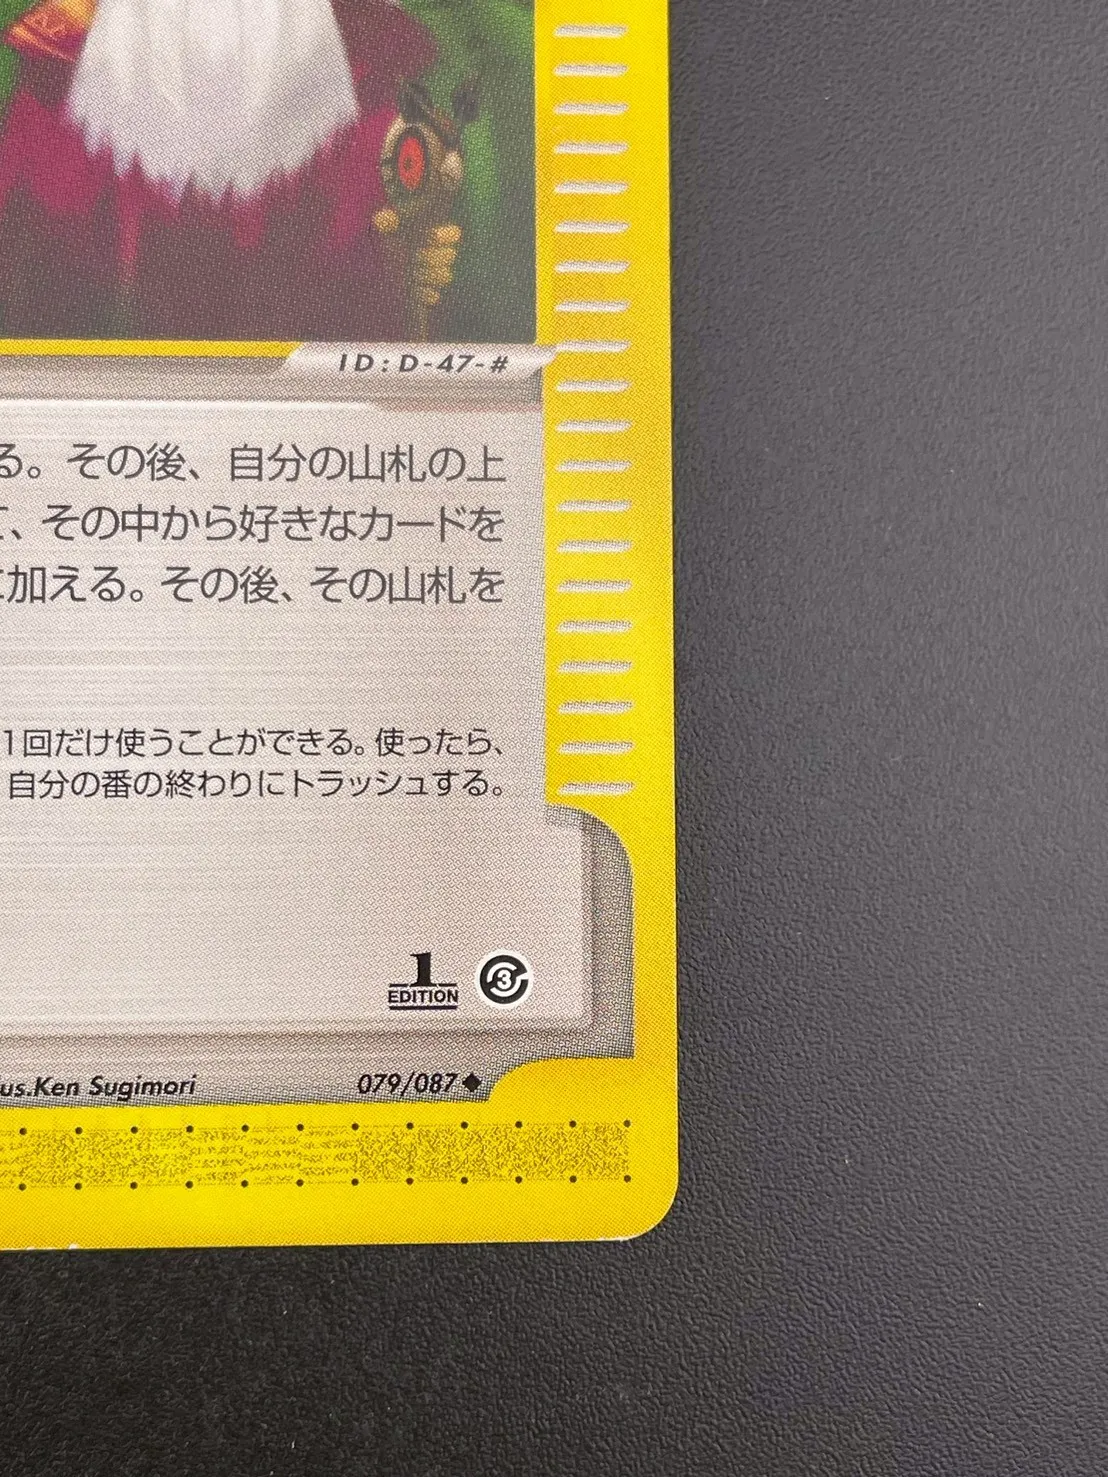 ID:D-47-#
る。その後、自分の山札の上
、その中から好きなカードを
加える。その後、その山札を
1回だけ使うことができる。使ったら、
自分の番の終わりにトラッシュする。
1
EDITION
3
us.Ken Sugimori 079/087◆